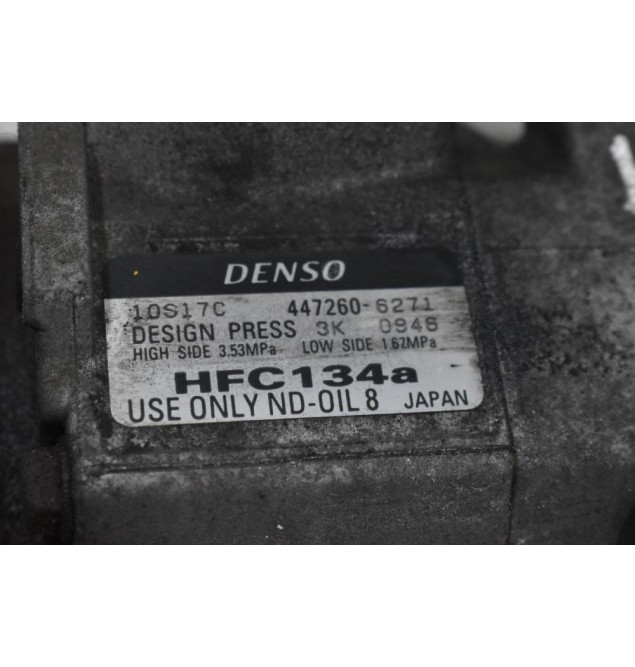 DENSO
10S17C 447260-6271
DESIGN PRESS 3K 0946
HIGH SIDE 3.53MPa LOW SIDE 1.67MPa
HFC134a
USE ONLY ND-OIL 8 JAPAN